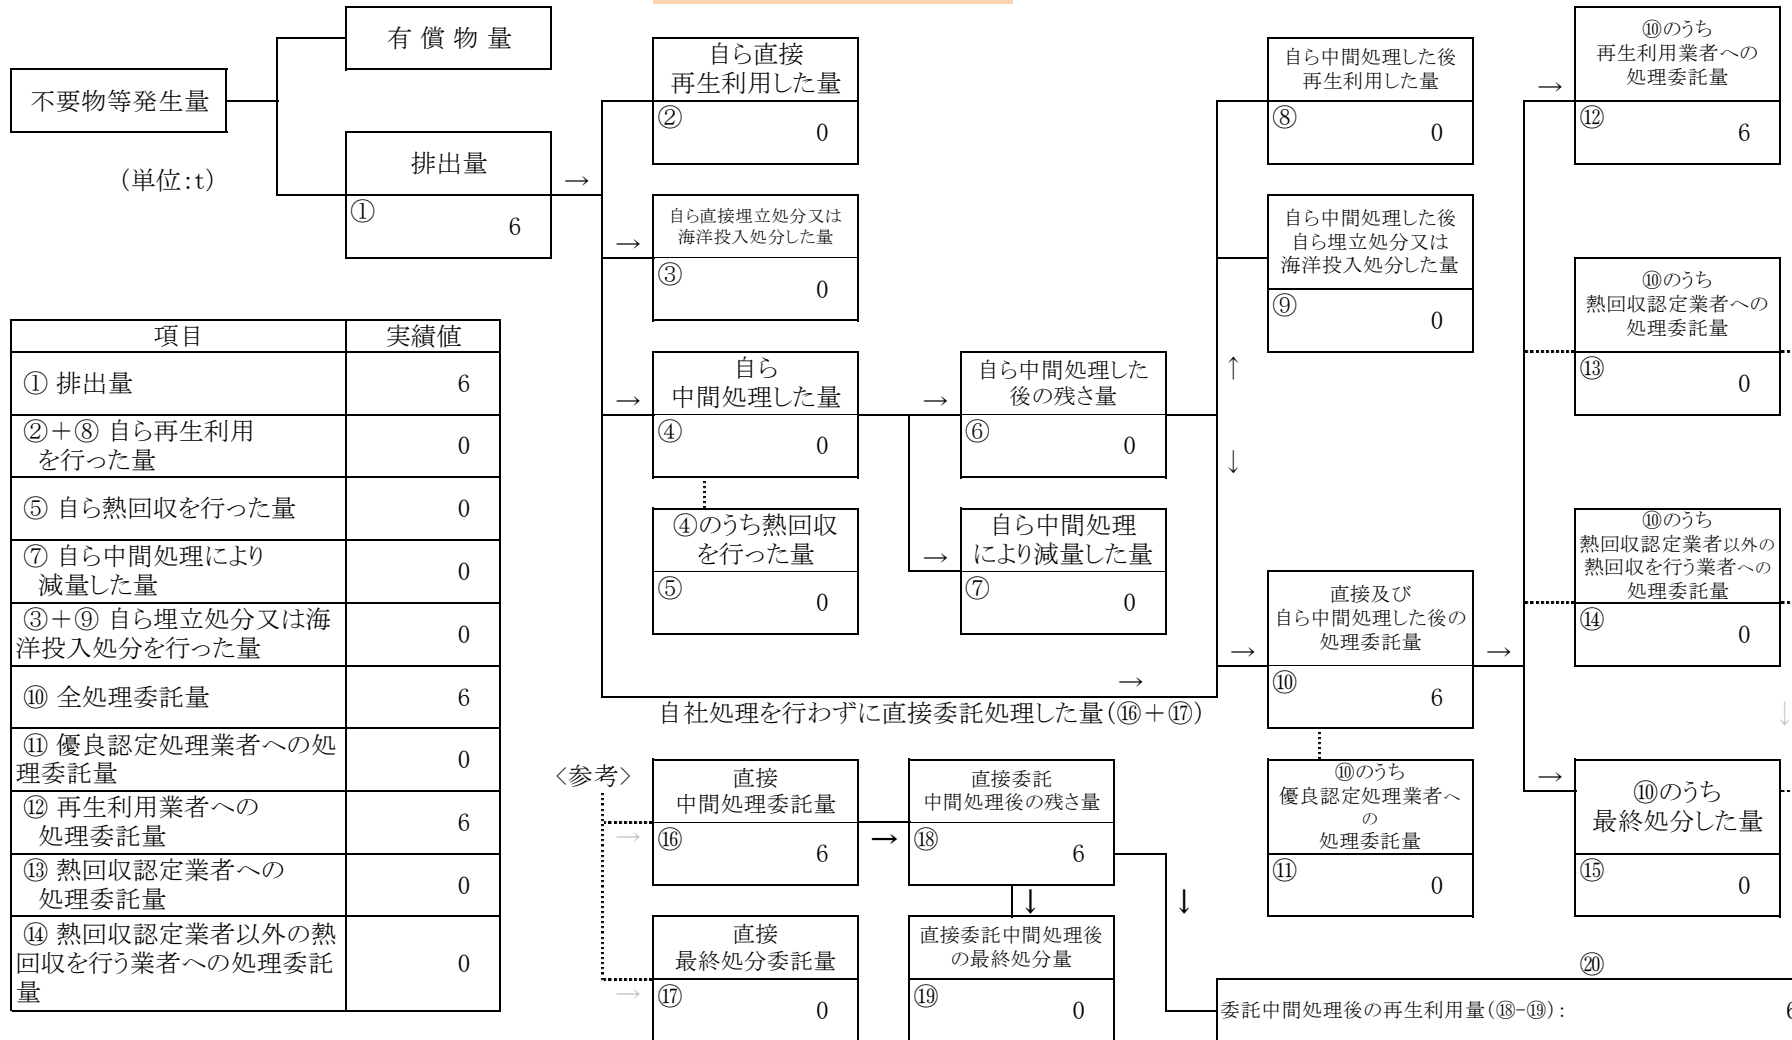 有 償 物 量
不要物等発生量
(単位:t)
排出量
①
6
→
自ら直接
再生利用した量
②
0
→
自ら直接埋立処分又は
海洋投入処分した量
③
0
→
自ら
中間処理した量
④
0
④のうち熱回収
を行った量
⑤
0
→
自ら中間処理した
後の残さ量
⑥
0
→
自ら中間処理
により減量した量
⑦
0
自ら中間処理した後
再生利用した量
⑧
0
自ら中間処理した後
自ら埋立処分又は
海洋投入処分した量
⑨
0
↑
↓
→
直接及び
自ら中間処理した後の
処理委託量
⑩
6
→
⑩のうち
優良認定処理業者へ
の
処理委託量
⑪
0
→
⑩のうち
再生利用業者への
処理委託量
⑫
6
⑩のうち
熱回収認定業者への
処理委託量
⑬
0
⑩のうち
熱回収認定業者以外の
熱回収を行う業者への
処理委託量
⑭
0
↓
→
⑩のうち
最終処分した量
⑮
0
→
自社処理を行わずに直接委託処理した量(⑯+⑰)
〈参考〉
→
直接
中間処理委託量
⑯
6
→
直接委託
中間処理後の残さ量
⑱
6
↓
↓
→
直接
最終処分委託量
⑰
0
直接委託中間処理後
の最終処分量
⑲
0
⑳
委託中間処理後の再生利用量(⑱-⑲):
6
項目 実績値
① 排出量 6
②+⑧ 自ら再生利用
を行った量 0
⑤ 自ら熱回収を行った量 0
⑦ 自ら中間処理により
減量した量 0
③+⑨ 自ら埋立処分又は海
洋投入処分を行った量 0
⑩ 全処理委託量 6
⑪ 優良認定処理業者への処
理委託量 0
⑫ 再生利用業者への
処理委託量 6
⑬ 熱回収認定業者への
処理委託量 0
⑭ 熱回収認定業者以外の熱
回収を行う業者への処理委託
量 0